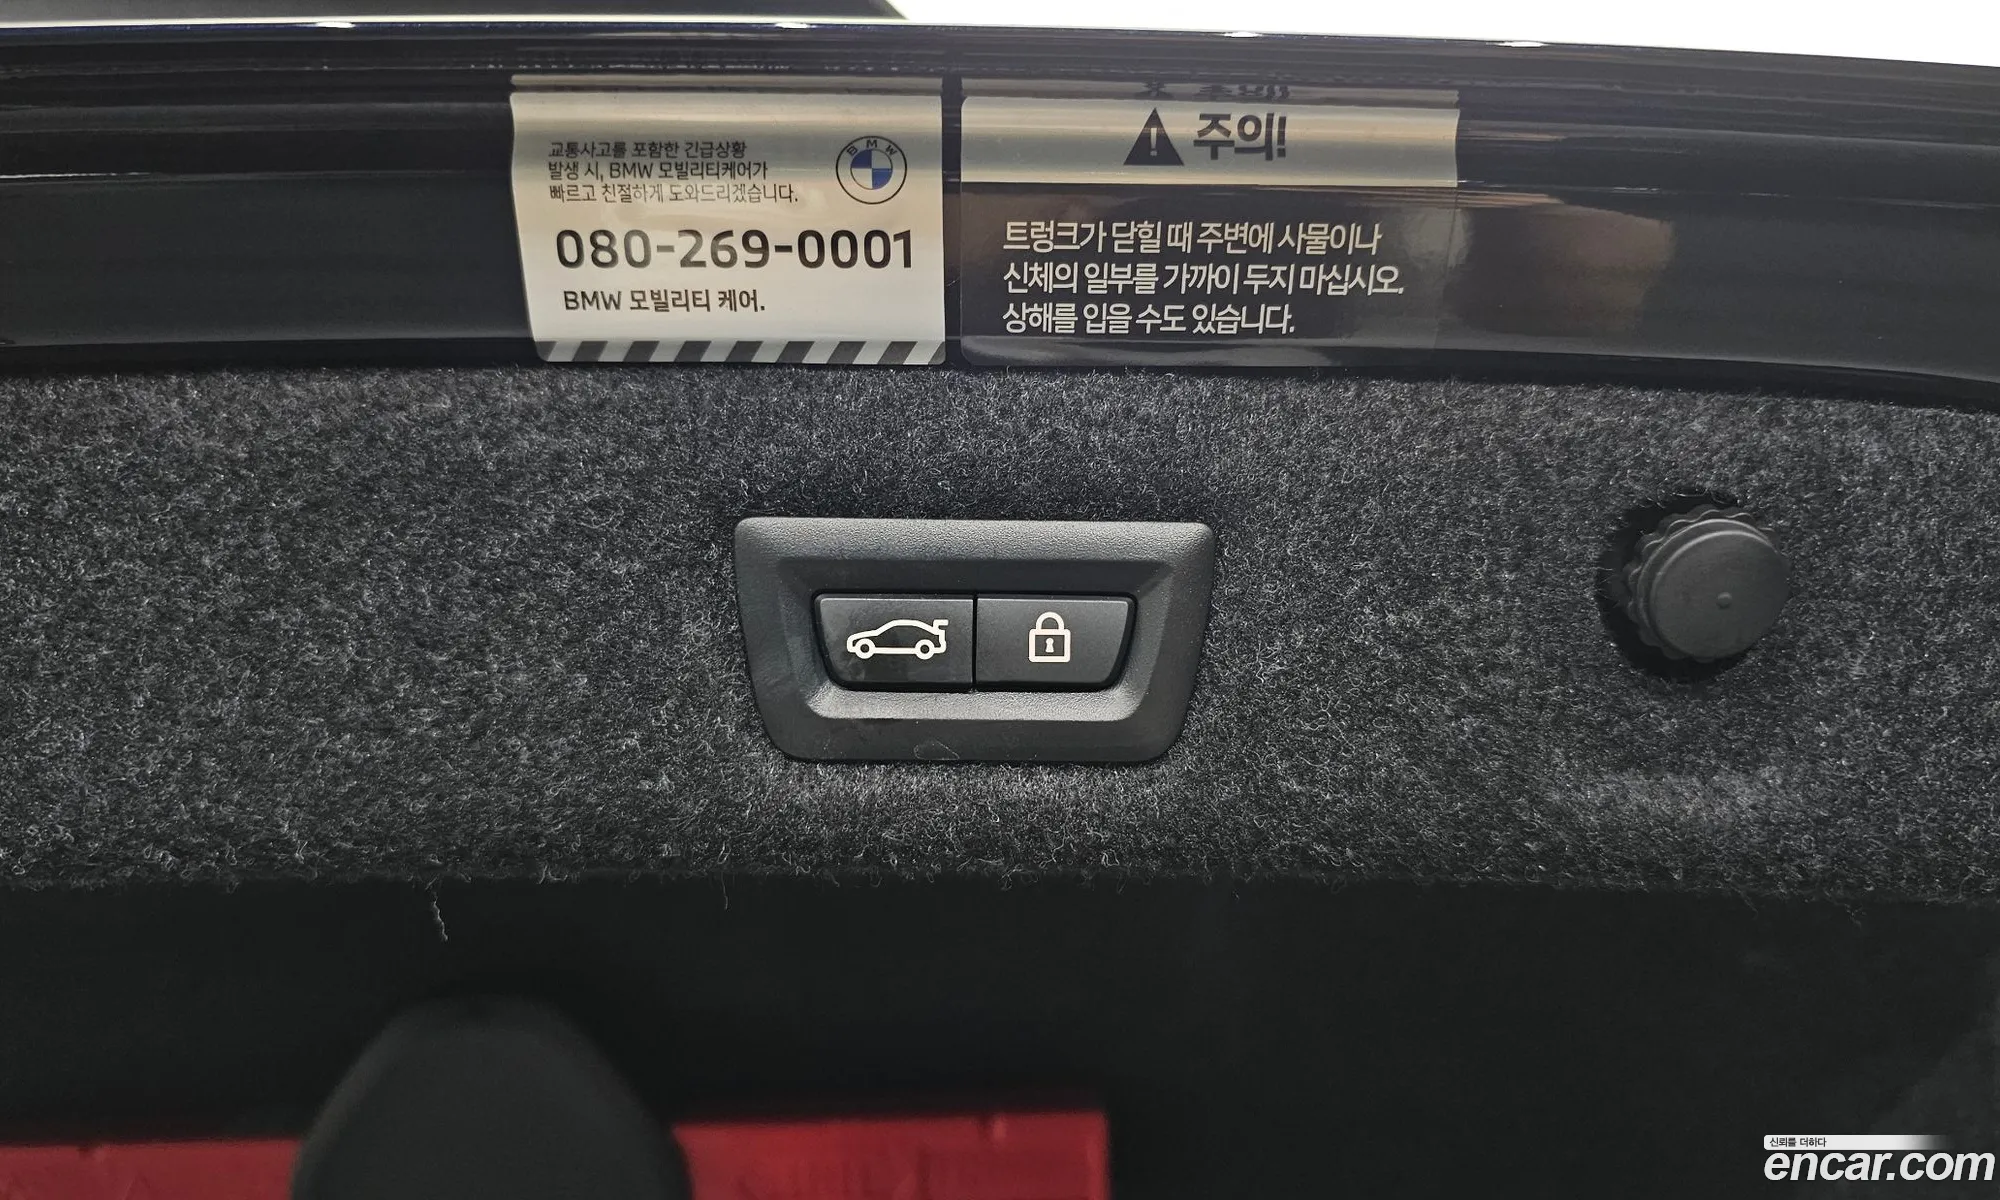 교통사고를 포함한 긴급상황
발생 시, BMW 모빌리티케어가
빠르고 친절하게 도와드리겠습니다.
BMW
080-269-0001
BMW 모빌리티 케어.
주의!
트렁크가 닫힐 때 주변에 사물이나
신체의 일부를 가까이 두지 마십시오.
상해를 입을 수도 있습니다.
신뢰를 더하다
encar.com